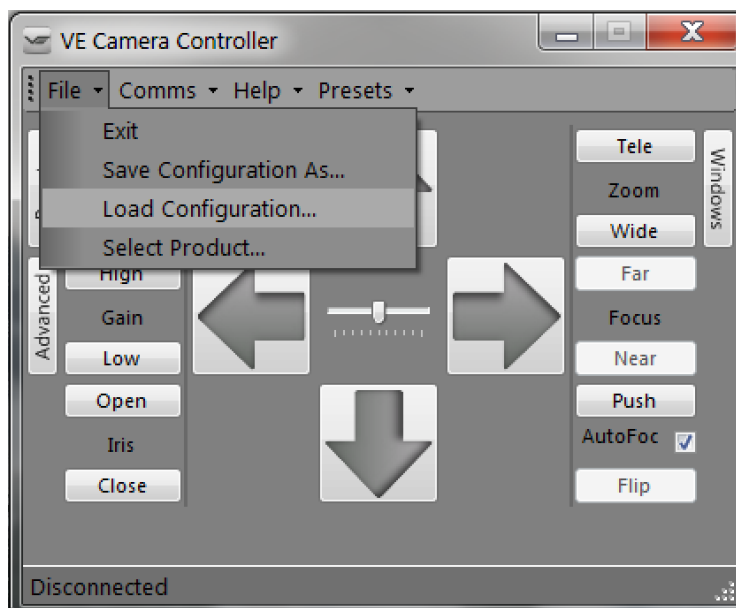 VE Camera Controller
File Comms Help Presets
Exit
Save Configuration As...
Load Configuration...
Select Product...
Tele
Zoom
Wide
Windows
Far
Focus
Near
Push
AutoFoc
Flip
Advanced
High
Gain
Low
Open
Iris
Close
Disconnected